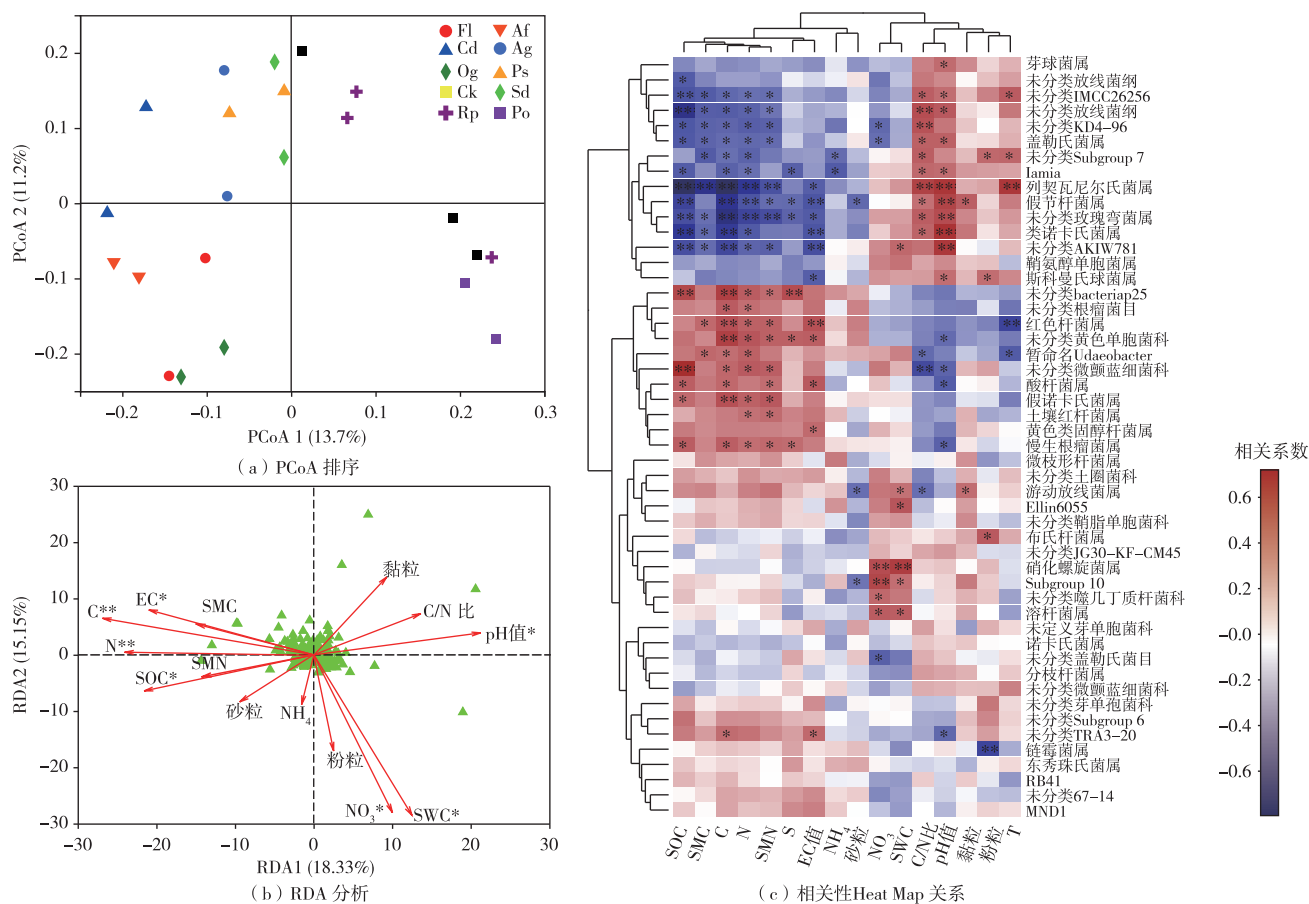 Fl
Af
Cd
Ag
Og
Ps
Ck
Sd
Rp
Po
0.2
0.1
0
−0.1
−0.2
PCoA 2 (11.2%)
−0.2
−0.1
0
0.1
0.2
0.3
PCoA 1 (13.7%)
（a）PCoA 排序
30
20
10
0
−10
−20
−30
RDA2 (15.15%)
黏粒
C/N 比
pH值*
SMC
EC*
C**
N**
SMN
SOC*
砂粒
NH4
粉粒
NO3*
SWC*
−30
−20
−10
0
10
20
30
RDA1 (18.33%)
（b）RDA 分析
芽球菌属
未分类放线菌纲
未分类IMCC26256
未分类放线菌纲
未分类KD4-96
盖勒氏菌属
未分类Subgroup 7
Iamia
列契瓦尼尔氏菌属
假节杆菌属
未分类玫瑰弯菌属
类诺卡氏菌属
未分类AKIW781
鞘氨醇单胞菌属
斯科曼氏球菌属
未分类bacteriap25
未分类根瘤菌目
红色杆菌属
未分类黄色单胞菌科
暂命名Udaeobacter
未分类微颤蓝细菌科
酸杆菌属
假诺卡氏菌属
土壤红杆菌属
黄色类固醇杆菌属
慢生根瘤菌属
微枝形杆菌属
未分类土圈菌科
游动放线菌属
Ellin6055
未分类鞘脂单胞菌科
布氏杆菌属
未分类JG30-KF-CM45
硝化螺旋菌属
Subgroup 10
未分类噬几丁质杆菌科
溶杆菌属
未定义芽单胞菌科
诺卡氏菌属
未分类盖勒氏菌目
分枝杆菌属
未分类微颤蓝细菌科
未分类芽单孢菌科
未分类Subgroup 6
未分类TRA3-20
链霉菌属
东秀珠氏菌属
RB41
未分类67-14
MND1
SOC
SMC
C
N
SMN
S
EC值
NH4
砂粒
NO3
SWC
C/N比
pH值
黏粒
粉粒
T
（c）相关性Heat Map 关系
相关系数
0.6
0.4
0.2
−0.0
−0.2
−0.4
−0.6